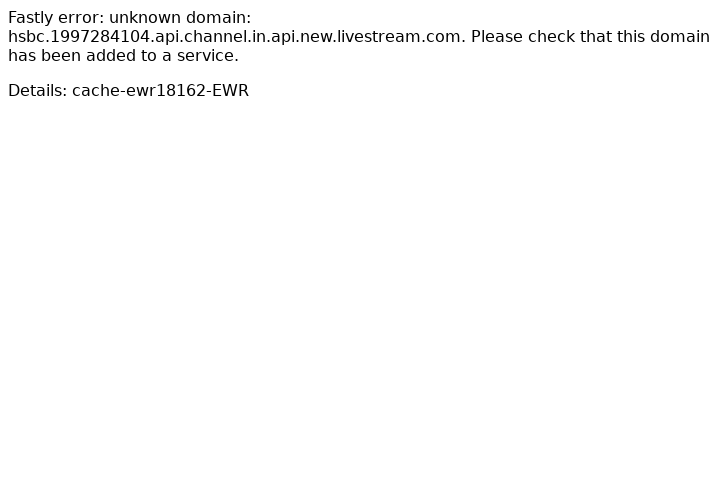 Fastly error: unknown domain:
hsbc.1997284104.api.channel.in.api.new.livestream.com. Please check that this domain
has been added to a service.
Details: cache-ewr18162-EWR